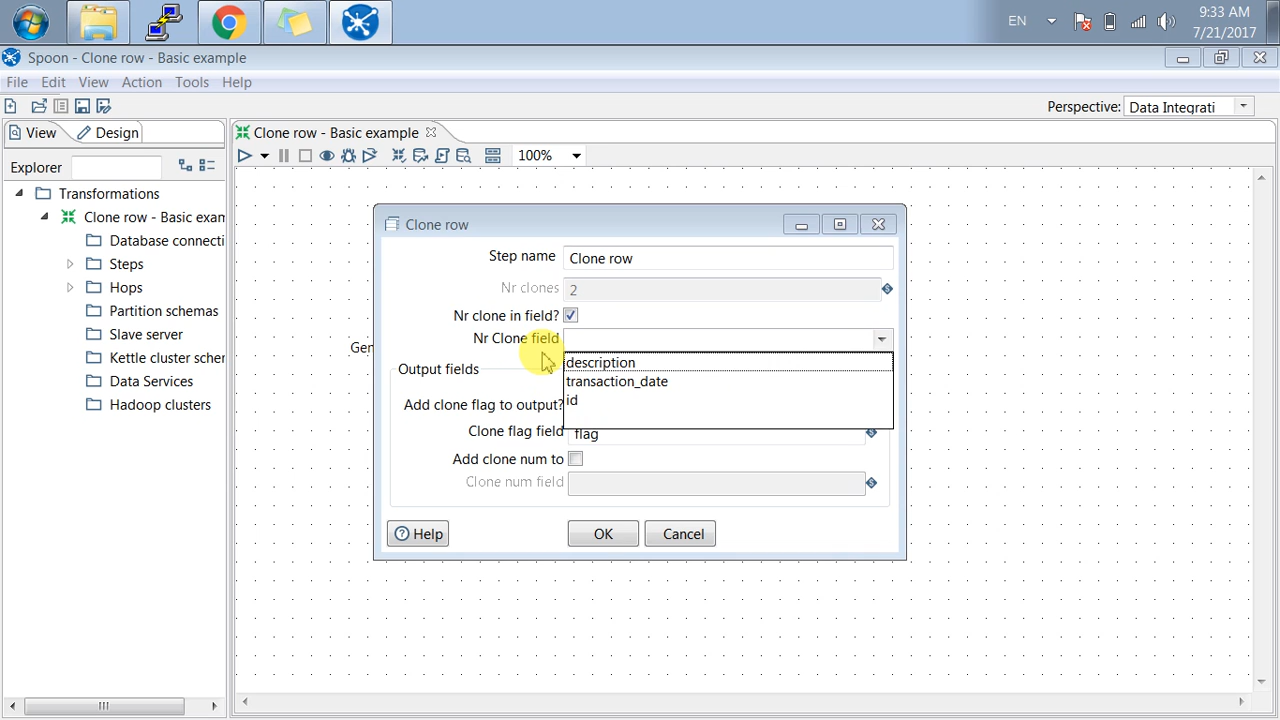 EN
9:33 AM
7/21/2017
Spoon - Clone row - Basic example
File Edit View Action Tools Help
Perspective: Data Integrati
View Design
Clone row - Basic example
100%
Explorer
Transformations
Clone row - Basic exam
Database connecti
Steps
Hops
Partition schemas
Slave server
Kettle cluster scher
Data Services
Hadoop clusters
Gen
Clone row
Step name Clone row
Nr clones 2
Nr clone in field?
Nr Clone field
description
transaction_date
id
Output fields
Add clone flag to output?
Clone flag field flag
Add clone num to
Clone num field
Help OK Cancel